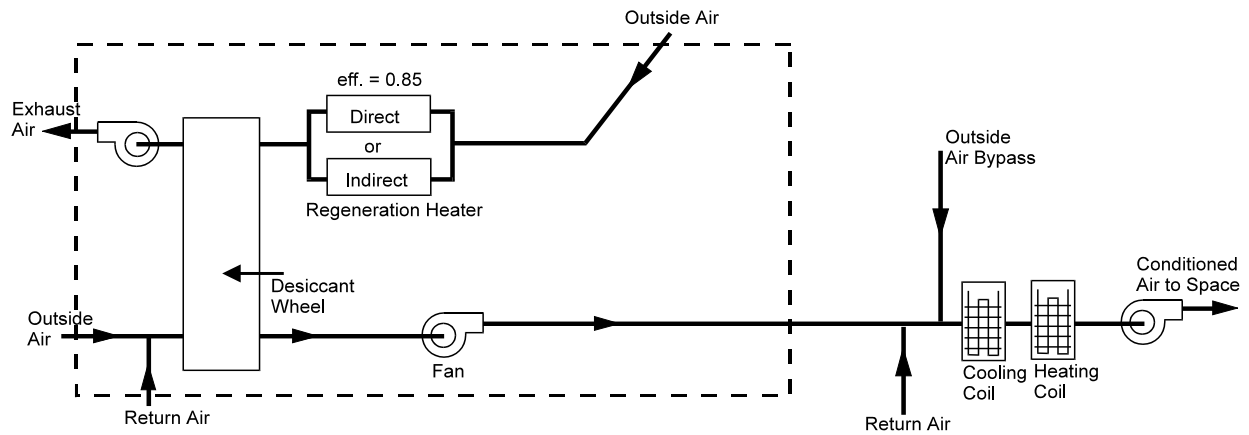 Outside Air
eff. = 0.85
Exhaust
Air
Direct
or
Indirect
Regeneration Heater
Outside
Air Bypass
Desiccant
Wheel
Conditioned
Air to Space
Outside
Air
Fan
Cooling
Coil
Heating
Coil
Return Air
Return Air